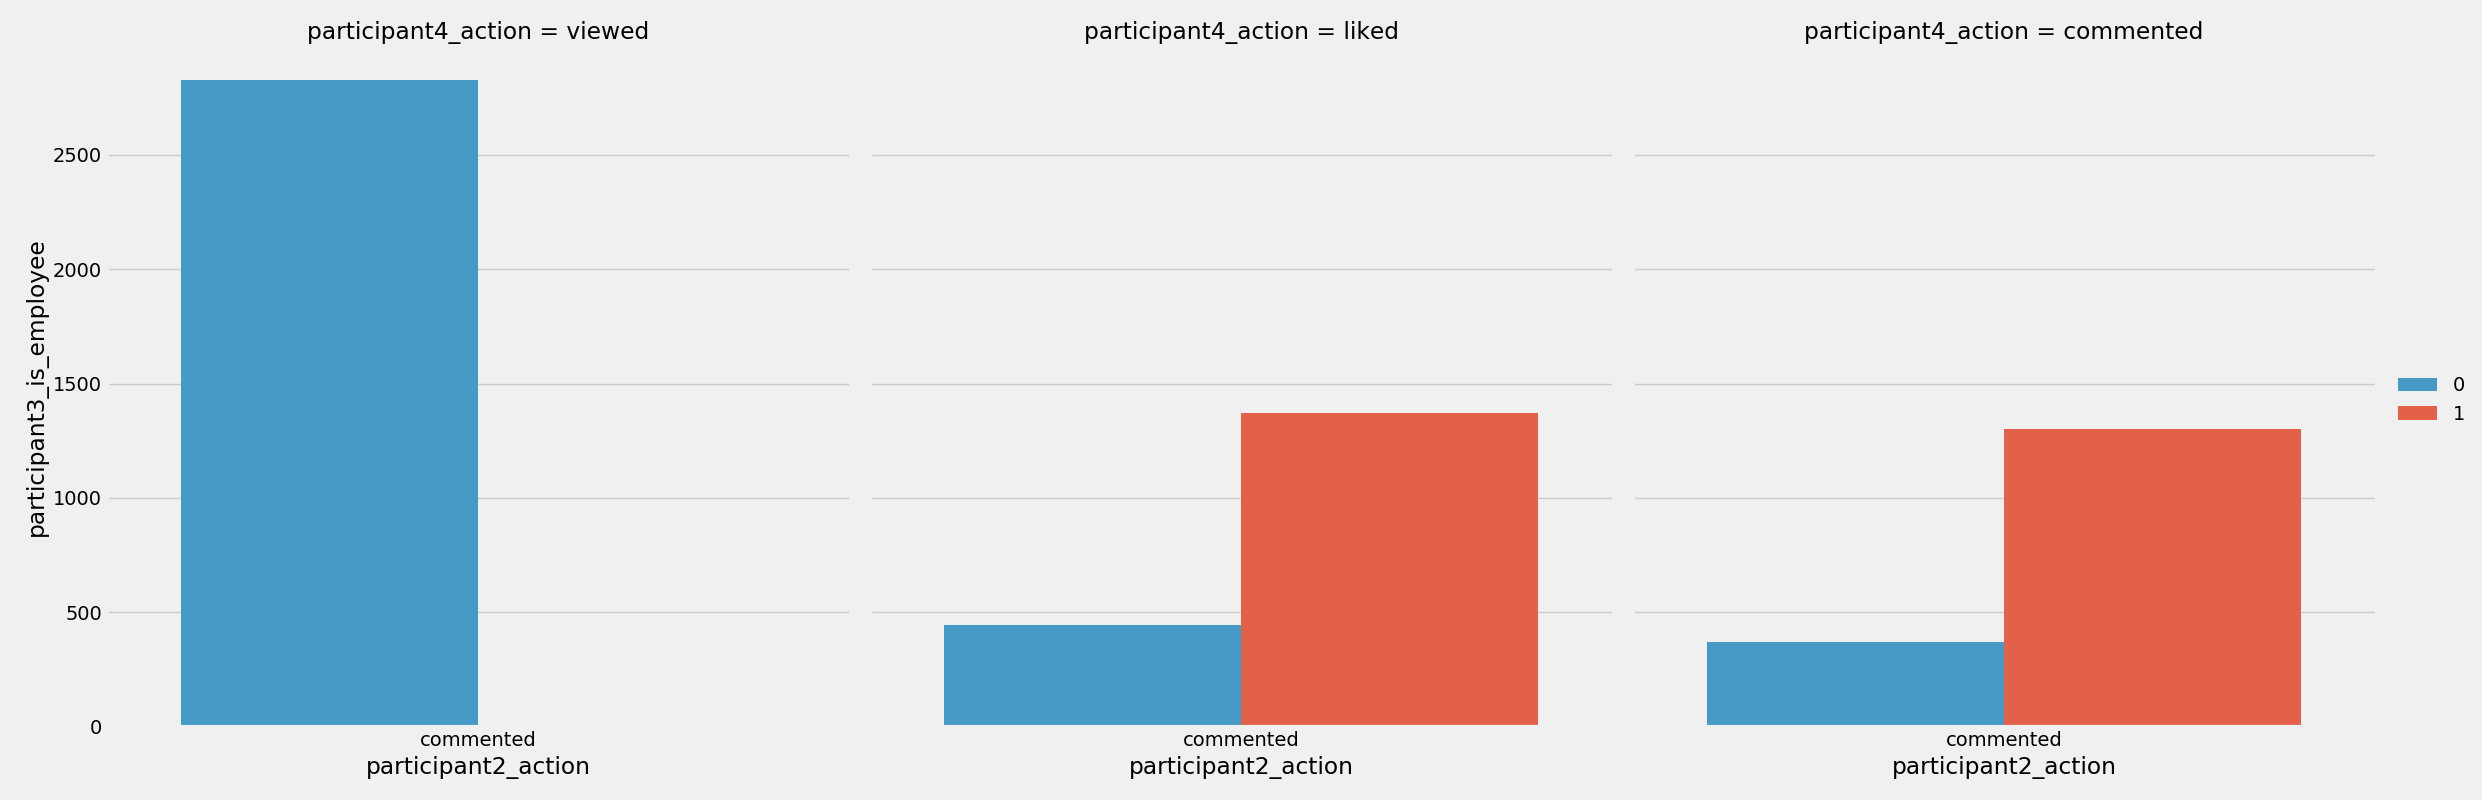 participant4_action = viewed
participant4_action = liked
participant4_action = commented
participant3_is_employee
2500
2000
1500
1000
500
0
commented
commented
commented
participant2_action
participant2_action
participant2_action
0
1